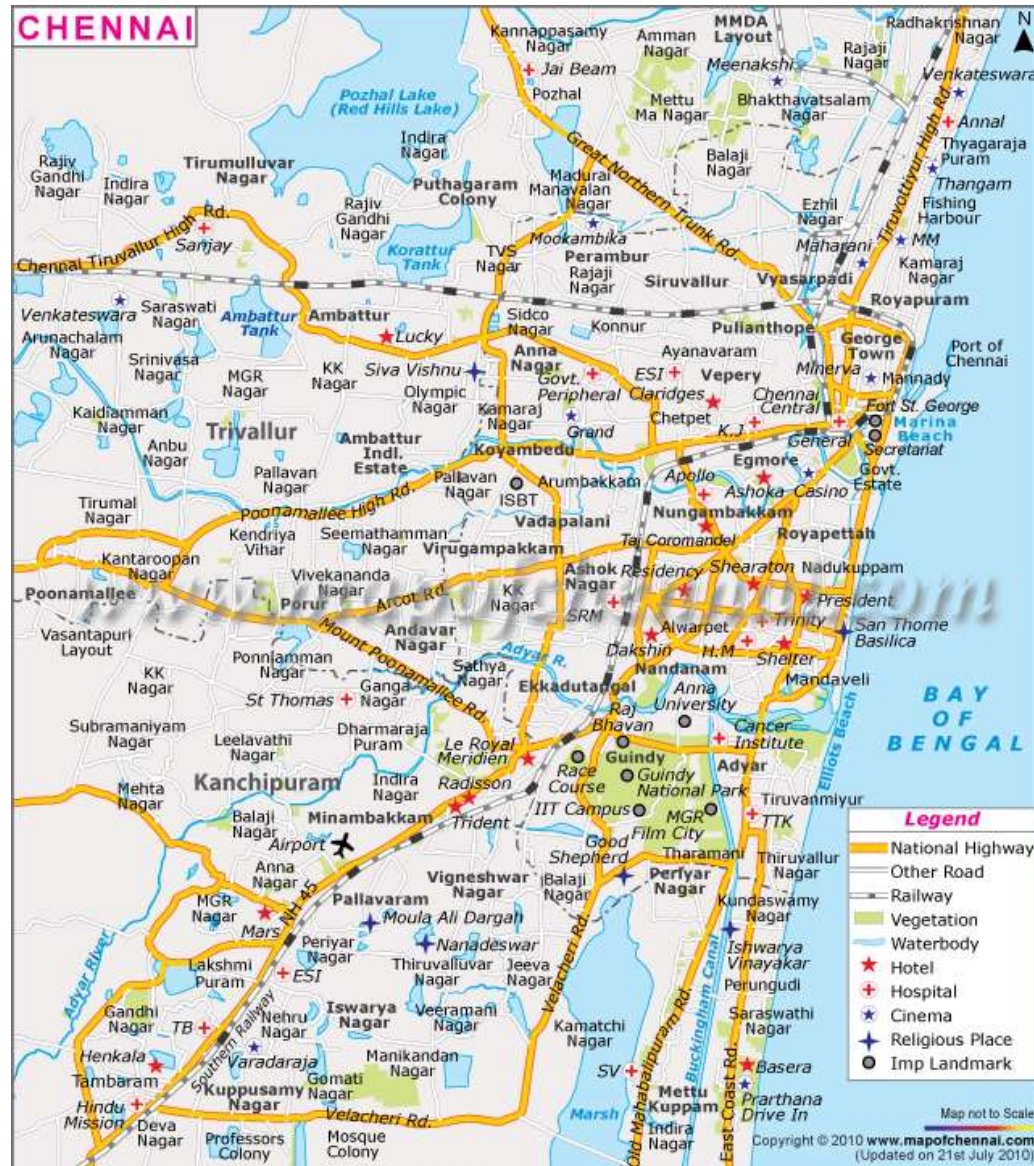 CHENNAI
N
Kannappasamy
Nagar
Jai Beam
Pozhal
Amman
Nagar
MMDA
Layout
Meenakshi
Radhakrishnan
Nagar
Rajaji
Nagar
Venkateswara
Pozhal Lake
(Red Hills Lake)
Mettu
Ma Nagar
Bhakthavatsalam
Nagar
Annal
Great Northern Trunk Rd.
Tiruvottiyur High Rd.
Thyagaraja
Puram
Rajiv
Gandhi
Nagar
Indira
Nagar
Tirumulluvar
Nagar
Indira
Nagar
Puthagaram
Colony
Madurai
Manavalan
Nagar
Balaji
Nagar
Thangam
Fishing
Harbour
Chennai Tiruvallur High Rd.
Sanjay
Rajiv
Gandhi
Nagar
Korattur
Tank
TVS
Nagar
Mookambika
Perambur
Rajaji
Nagar
Siruvallur
Ezhil
Nagar
Maharani
MM
Kamaraj
Nagar
Vyasarpadi
Royapuram
Venkateswara
Saraswati
Nagar
Ambattur
Tank
Ambattur
Lucky
Sidco
Nagar
Konnur
Pulianthope
George
Town
Port of
Chennai
Arunachalam
Nagar
Srinivasa
Nagar
MGR
Nagar
KK
Nagar
Siva Vishnu
Olympic
Nagar
Anna
Nagar
Govt.
Peripheral
Ayanavaram
ESI
Vepery
Claridges
Minerva
Mannady
Kaidiamman
Nagar
Anbu
Nagar
Trivallur
Ambattur
Indl.
Estate
Kamaraj
Nagar
Grand
Chetpet
Chennai
Central
K.J
General
Fort St. George
Marina
Beach
Secretariat
Koyambedu
Pallavan
Nagar
Pallavan
Nagar
ISBT
Arumbakkam
Apollo
Egmore
Ashoka
Casino
Govt.
Estate
Tirumal
Nagar
Poonamallee High Rd.
Kendriya
Vihar
Seemathamman
Nagar
Vadapalani
Virugampakkam
Nungambakkam
Taj Coromandel
Royapettah
Kantaroopan
Nagar
Poonamallee
Vivekananda
Nagar
Porur
Arcot Rd.
KK
Nagar
Ashok
Nagar
Residency
Shearaton
Nadukuppam
President
SRM
Trinity
San Thome
Basilica
Vasantapuri
Layout
Mount Poonamallee Rd.
Andavar
Nagar
Adyar R.
Alwarpet
Dakshin
H.M
Shelter
Nandanam
Mandaveli
KK
Nagar
Ponnlamman
Nagar
St Thomas
Ganga
Nagar
Sathya
Nagar
Ekkadutangal
Anna
University
Elliots Beach
BAY
OF
BENGAL
Subramaniyam
Nagar
Leelavathi
Nagar
Dharmaraja
Puram
Le Royal
Meridien
Raj
Bhavan
Cancer
Institute
Guindy
Adyar
Kanchipuram
Mehta
Nagar
Indira
Nagar
Radisson
Trident
Race
Course
Guindy
National Park
IIT Campus
MGR
Film City
Tiruvanmiyur
TTK
Minambakkam
Balaji
Nagar
Airport
Good
Shepherd
Tharamani
Thiruvallur
Nagar
Anna
Nagar
NH 45
Vigneshwar
Nagar
Balaji
Nagar
Perfyar
Nagar
Kundaswamy
Nagar
MGR
Nagar
Mars
Pallavaram
Moula Ali Dargah
Periyar
Nagar
Nanadeswar
Thiruvalluvar
Nagar
Jeeva
Nagar
Velacheri Rd.
Ishwarya
Vinayakar
Adyar River
Lakshmi
Puram
ESI
Perungudi
Gandhi
Nagar
TB
Nehru
Nagar
Iswarya
Nagar
Veeramani
Nagar
Kamatchi
Nagar
Old Mahabalipuram Rd.
Buckingham Canal
Saraswathi
Nagar
Henkala
Tambaram
Southern Railway
Varadaraja
Manikandan
Nagar
SV
Basera
Prarthana
Drive In
Hindu
Mission
Deva
Nagar
Kuppusamy
Nagar
Gomati
Nagar
Velacheri Rd.
Marsh
Mettu
Kuppam
East Coast Rd.
Professors
Colony
Mosque
Colony
Indira
Nagar
Legend
National Highway
Other Road
Railway
Vegetation
Waterbody
Hotel
Hospital
Cinema
Religious Place
Imp Landmark
Map not to Scale
Copyright © 2010 www.mapofchennai.com
(Updated on 21st July 2010)